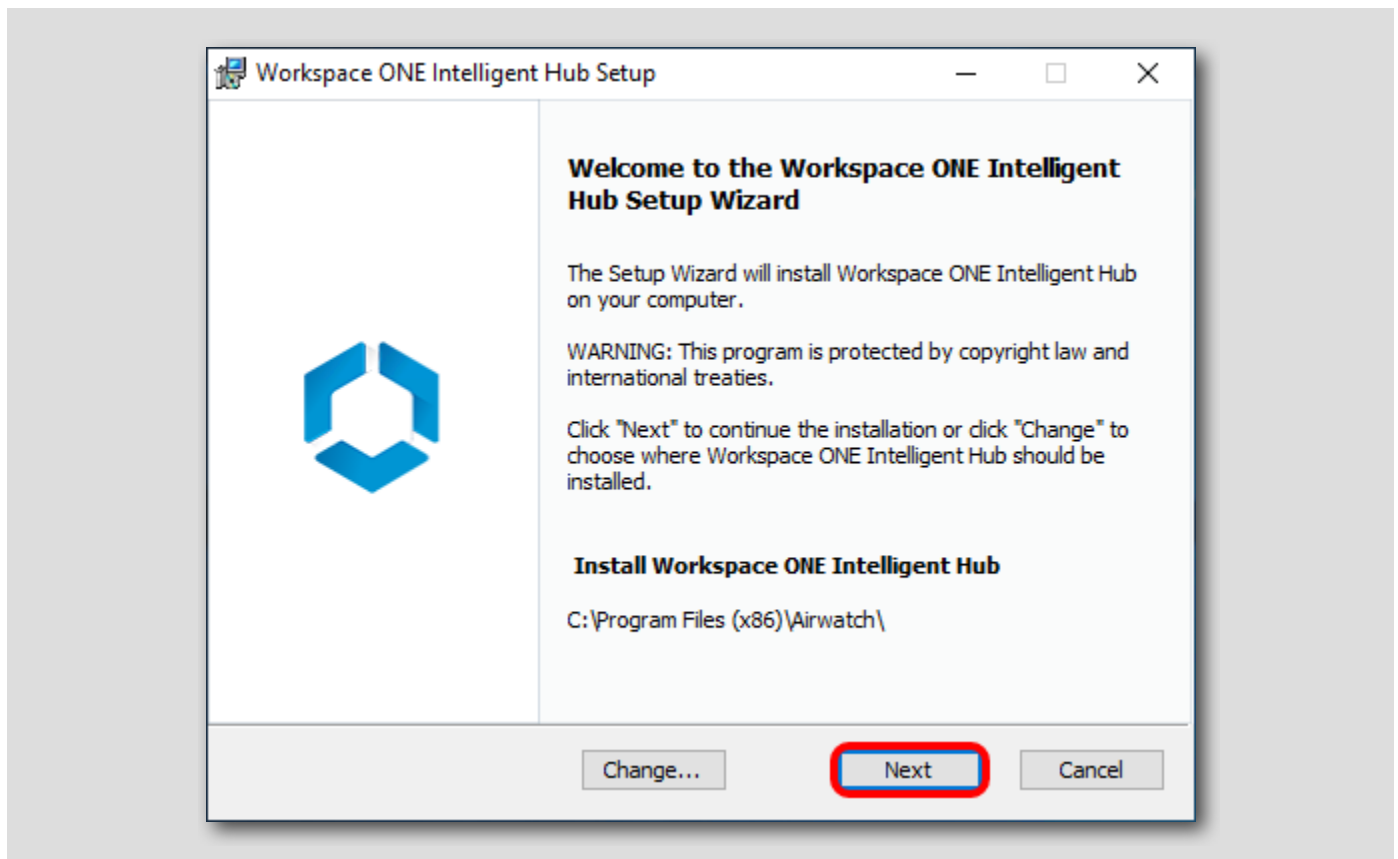 Workspace ONE Intelligent Hub Setup
Welcome to the Workspace ONE Intelligent
Hub Setup Wizard
The Setup Wizard will install Workspace ONE Intelligent Hub
on your computer.
WARNING: This program is protected by copyright law and
international treaties.
Click "Next" to continue the installation or click "Change" to
choose where Workspace ONE Intelligent Hub should be
installed.
Install Workspace ONE Intelligent Hub
C:\Program Files (x86)\Airwatch\
Change... Next Cancel